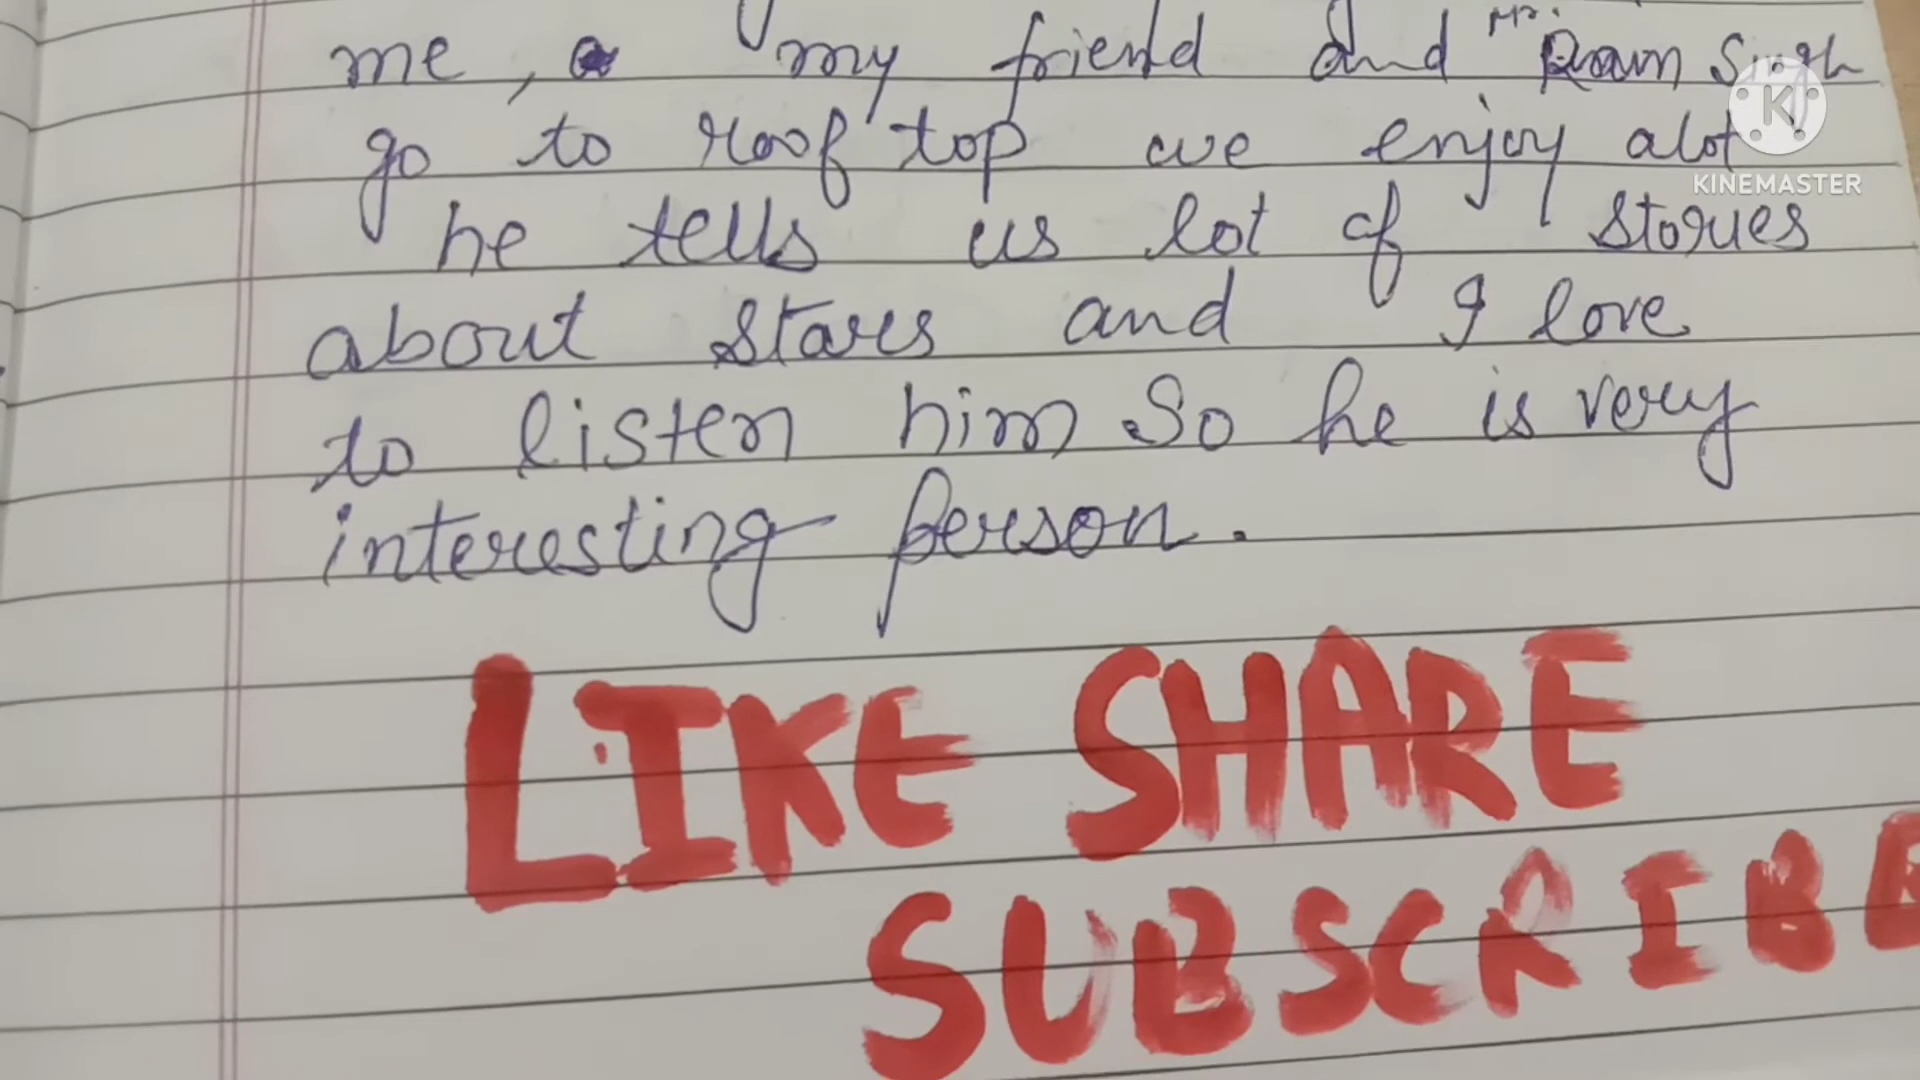 me, my friend and Mr. Ram Singh
go to roof top we enjoy alot
he tells us lot of stories
about stars and I love
to listen him So he is very
interesting person.
LIKE SHARE
SUBSCRIBE
K
KINEMASTER